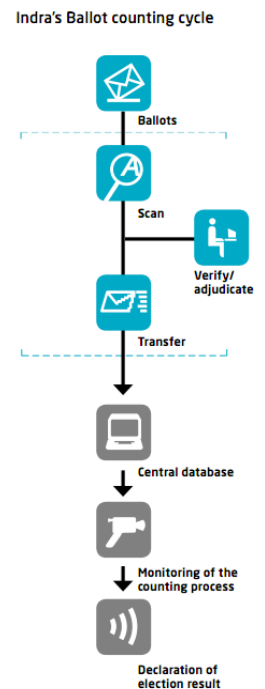 Indra's Ballot counting cycle
Ballots
Scan
Verify/
adjudicate
Transfer
Central database
Monitoring of the
counting process
Declaration of
election result